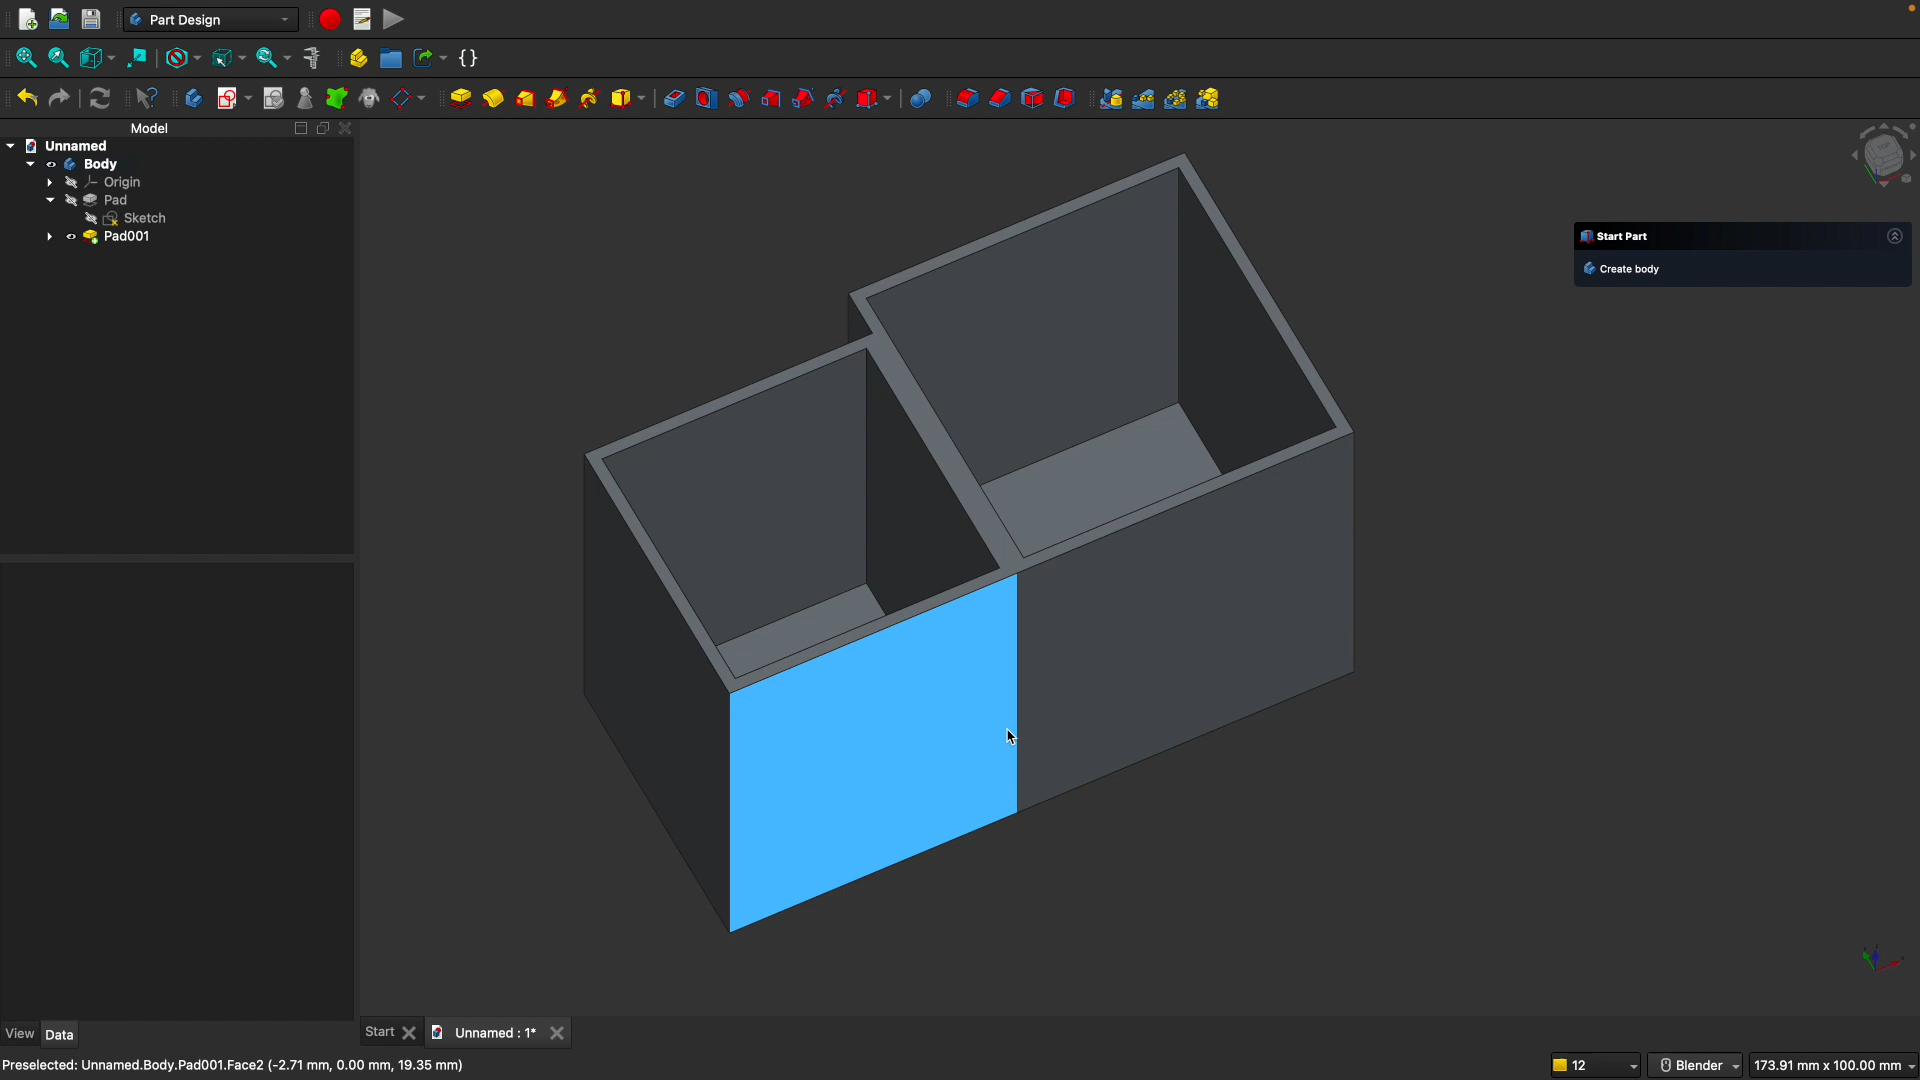 Part Design
Model
Unnamed
Body
Origin
Pad
Sketch
Pad001
TOP
Start Part
Create body
View Data
Start Unnamed : 1*
Preselected: Unnamed.Body.Pad001.Face2 (-2.71 mm, 0.00 mm, 19.35 mm)
12 Blender 173.91 mm x 100.00 mm